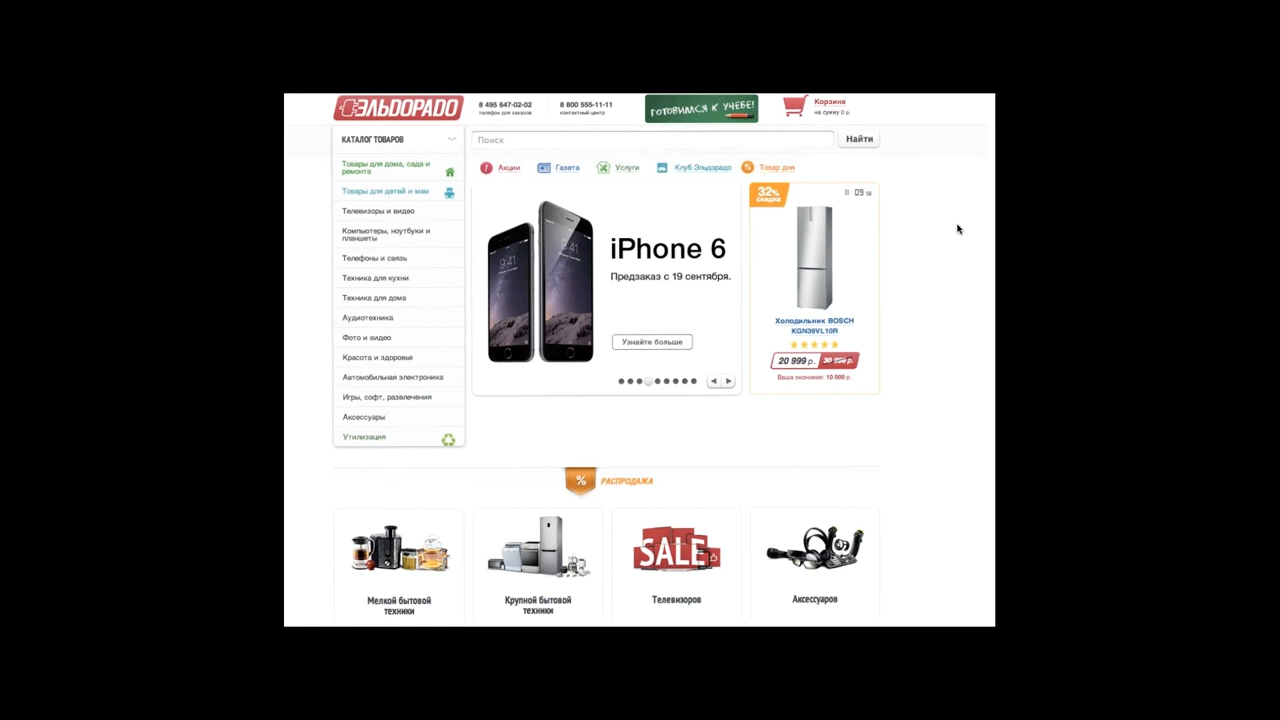 ЭЛЬДОРАДО
8 495 647-02-02
телефон для заказов
8 800 555-11-11
контактный центр
ГОТОВИМСЯ К УЧЕБЕ!
Корзина
на сумму 0 р.
КАТАЛОГ ТОВАРОВ
Поиск
Найти
Товары для дома, сада и
ремонта
Товары для детей и мам
Телевизоры и видео
Компьютеры, ноутбуки и
планшеты
Телефоны и связь
Техника для кухни
Техника для дома
Аудиотехника
Фото и видео
Красота и здоровье
Автомобильная электроника
Игры, софт, развлечения
Аксессуары
Утилизация
Акции
Газета
Услуги
Клуб Эльдорадо
% Товар дня
9:41
9:41
iPhone 6
Предзаказ с 19 сентября.
Узнайте больше
32%
скидка
09
Холодильник BOSCH
KGN39VL10R
20 999 р.
Ваша экономия: 10 000 р.
% РАСПРОДАЖА
Мелкой бытовой
техники
Крупной бытовой
техники
SALE
Телевизоров
Аксессуаров